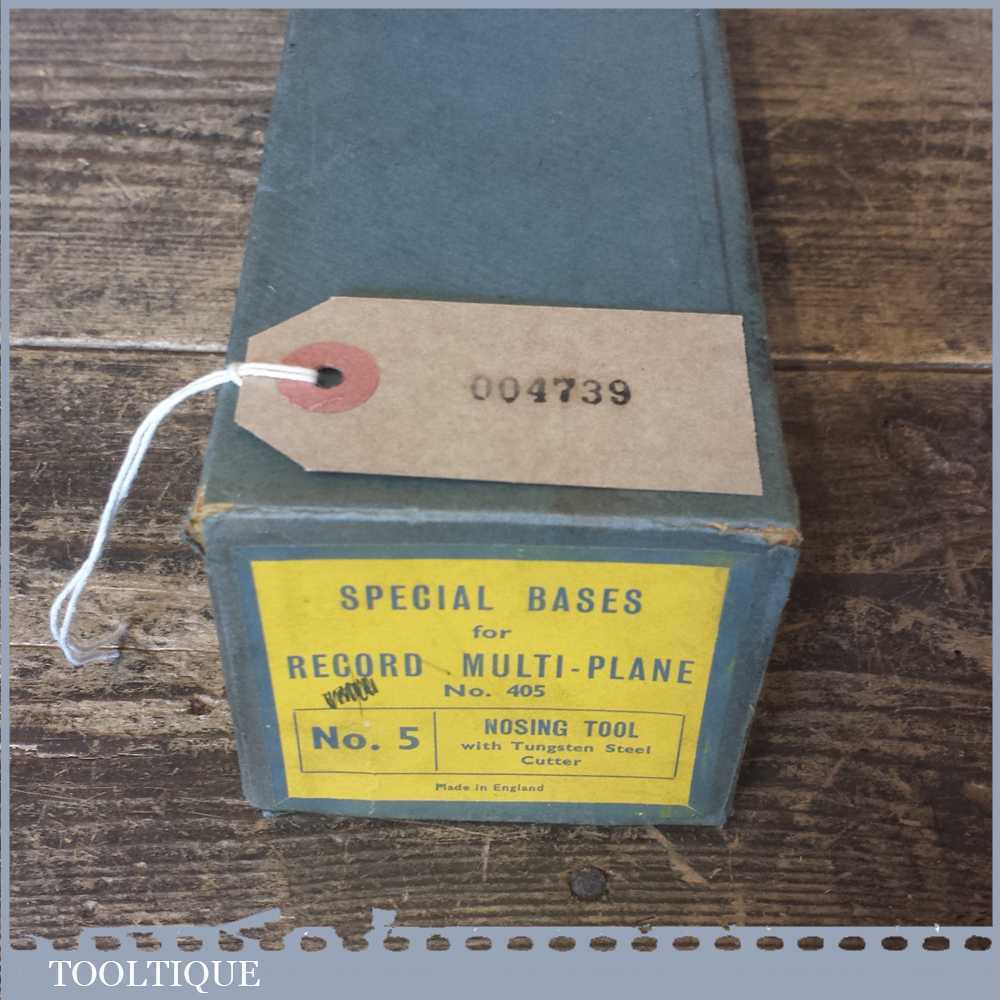 004739
SPECIAL BASES
for
RECORD MULTI-PLANE
No. 405
No. 5
NOSING TOOL
with Tungsten Steel
Cutter
Made in England
TOOLTIQUE